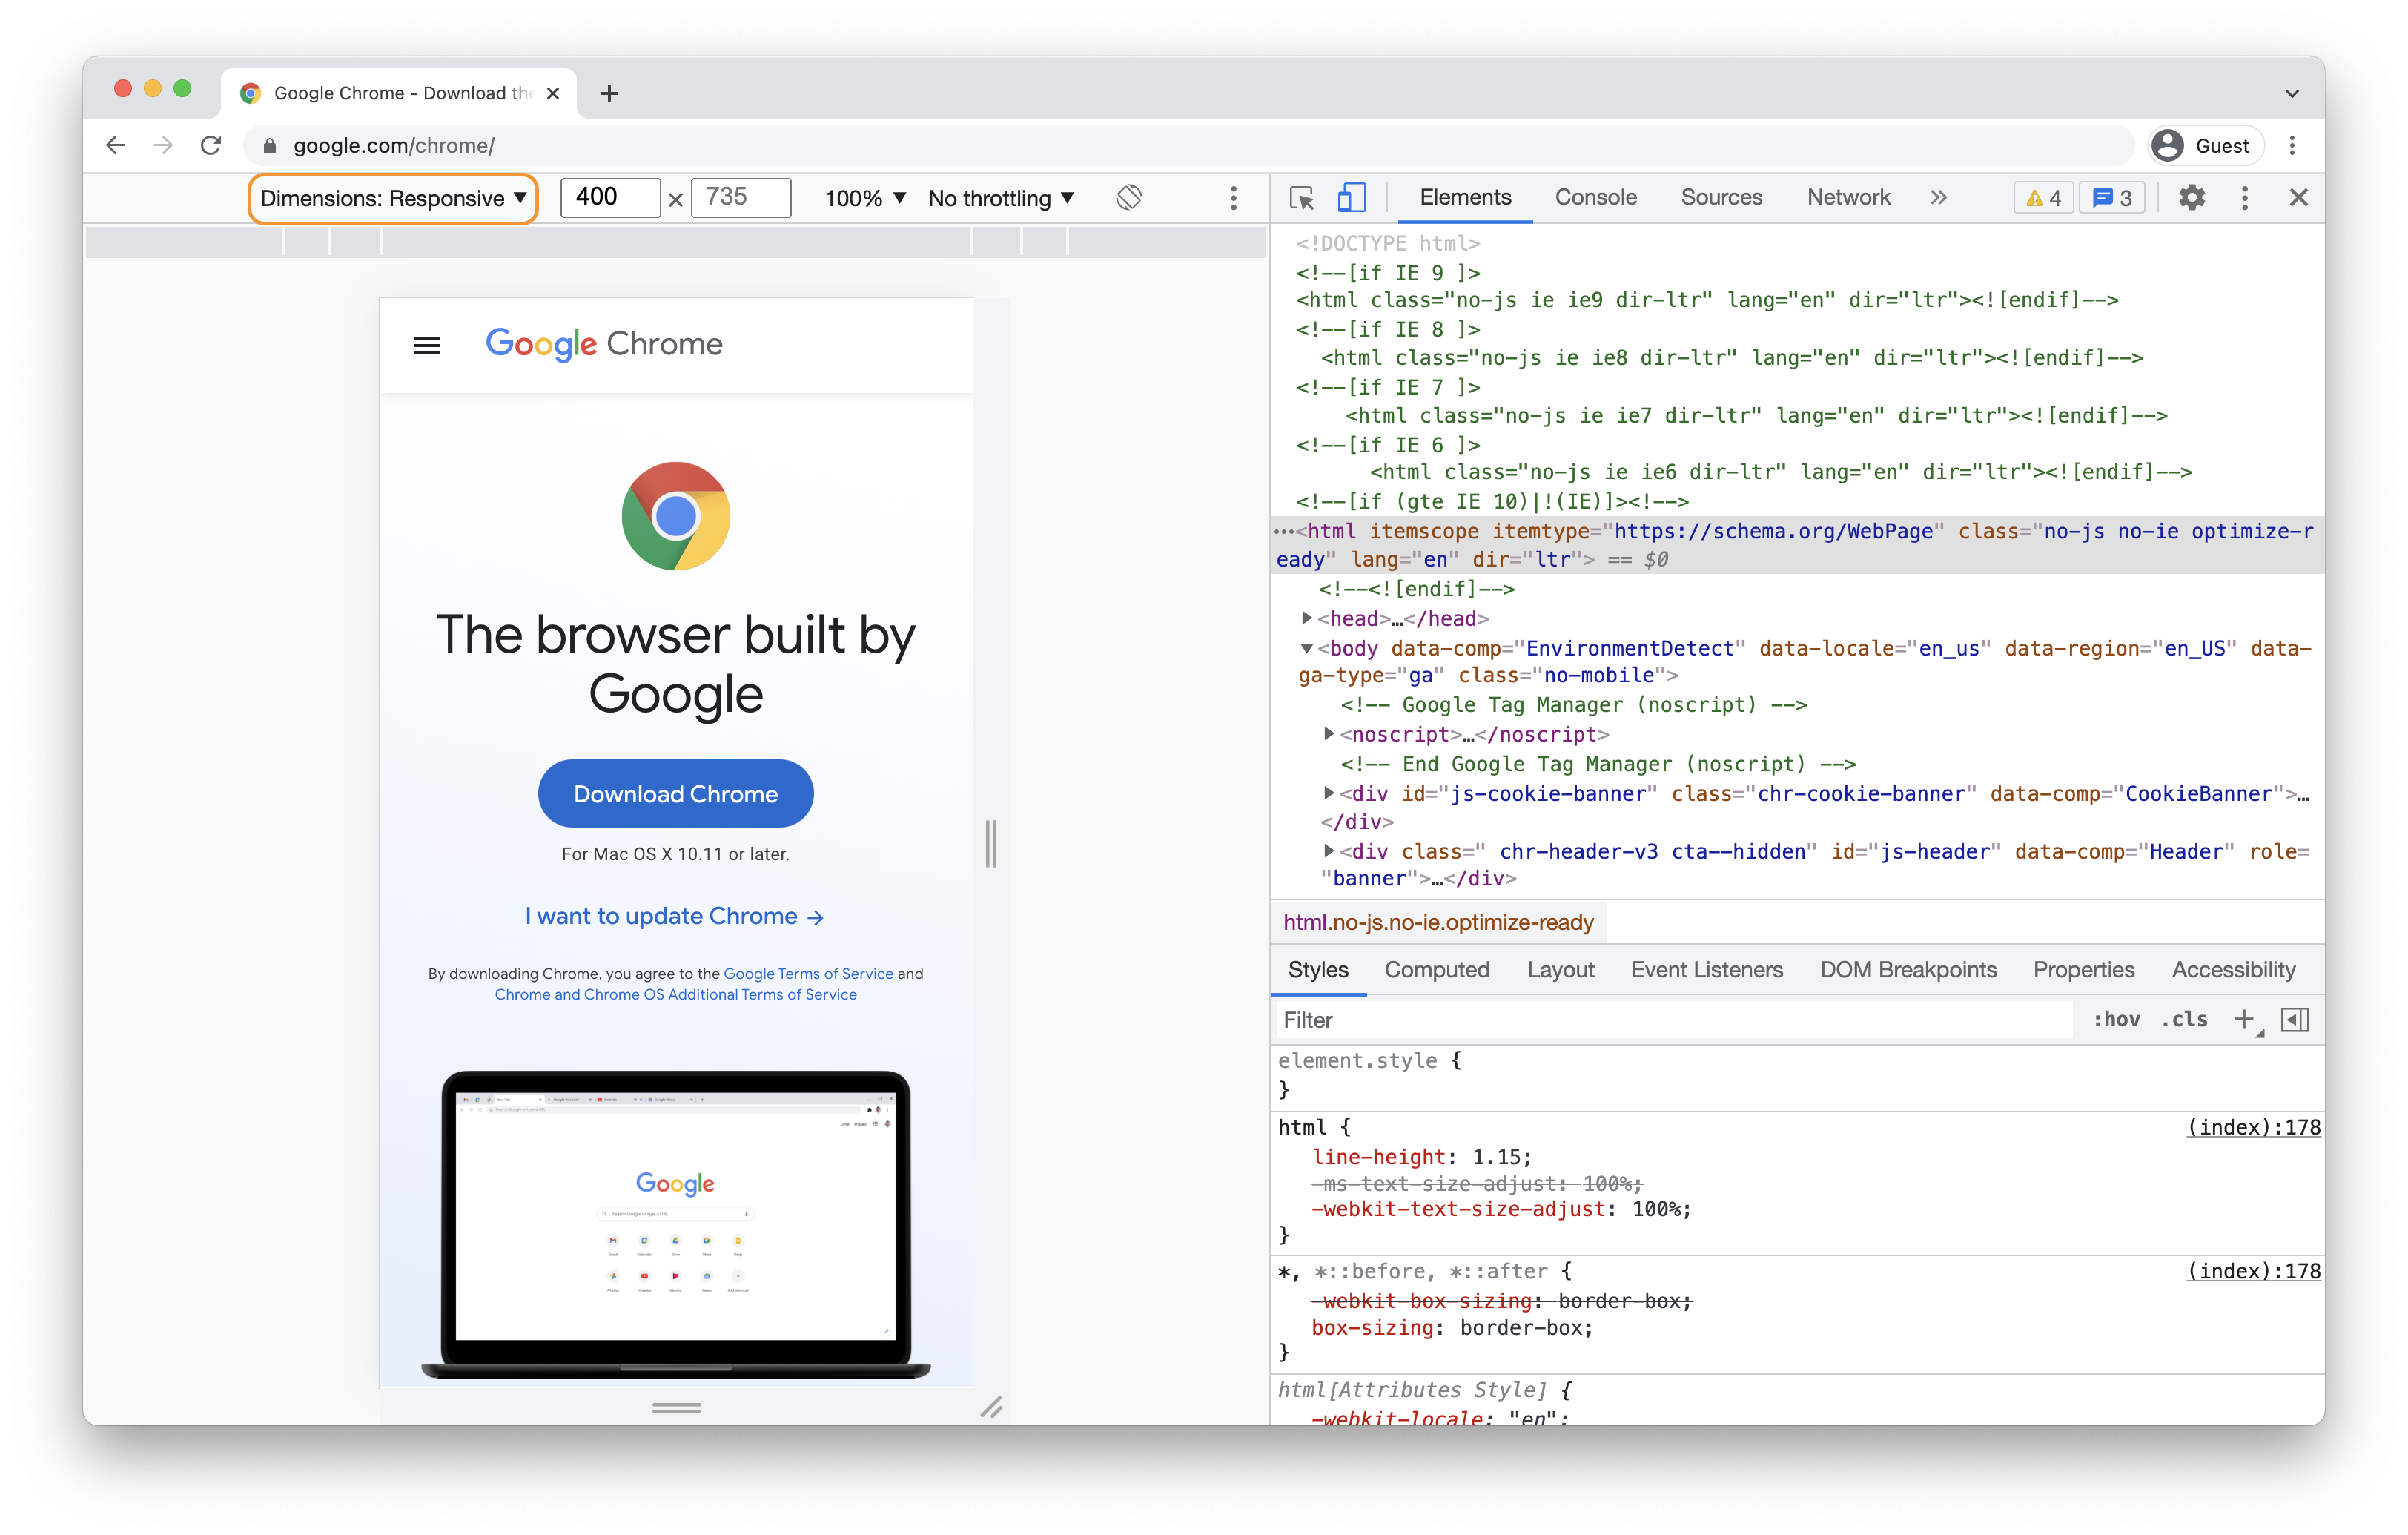 Google Chrome - Download the
google.com/chrome/
Guest
Dimensions: Responsive ▼ 400 × 735 100% ▼ No throttling ▼
Elements Console Sources Network » 4 3
Google Chrome
The browser built by
Google
Download Chrome
For Mac OS X 10.11 or later.
I want to update Chrome →
By downloading Chrome, you agree to the Google Terms of Service and
Chrome and Chrome OS Additional Terms of Service
Google
Search Google or type a URL
<!DOCTYPE html>
<!--[if IE 9 ]>
<html class="no-js ie ie9 dir-ltr" lang="en" dir="ltr"><![endif]-->
<!--[if IE 8 ]>
<html class="no-js ie ie8 dir-ltr" lang="en" dir="ltr"><![endif]-->
<!--[if IE 7 ]>
<html class="no-js ie ie7 dir-ltr" lang="en" dir="ltr"><![endif]-->
<!--[if IE 6 ]>
<html class="no-js ie ie6 dir-ltr" lang="en" dir="ltr"><![endif]-->
<!--[if (gte IE 10)|!(IE)]><!-->
⋯<html itemscope itemtype="https://schema.org/WebPage" class="no-js no-ie optimize-r
eady" lang="en" dir="ltr"> == $0
<!--<![endif]-->
▶<head>…</head>
▼<body data-comp="EnvironmentDetect" data-locale="en_us" data-region="en_US" data-
ga-type="ga" class="no-mobile">
<!-- Google Tag Manager (noscript) -->
▶<noscript>…</noscript>
<!-- End Google Tag Manager (noscript) -->
▶<div id="js-cookie-banner" class="chr-cookie-banner" data-comp="CookieBanner">…
</div>
▶<div class=" chr-header-v3 cta--hidden" id="js-header" data-comp="Header" role=
"banner">…</div>
html.no-js.no-ie.optimize-ready
Styles Computed Layout Event Listeners DOM Breakpoints Properties Accessibility
Filter :hov .cls +
element.style {
}
html { (index):178
line-height: 1.15;
-ms-text-size-adjust: 100%;
-webkit-text-size-adjust: 100%;
}
*, *::before, *::after { (index):178
-webkit-box-sizing: border-box;
box-sizing: border-box;
}
html[Attributes Style] {
-webkit-locale: "en";